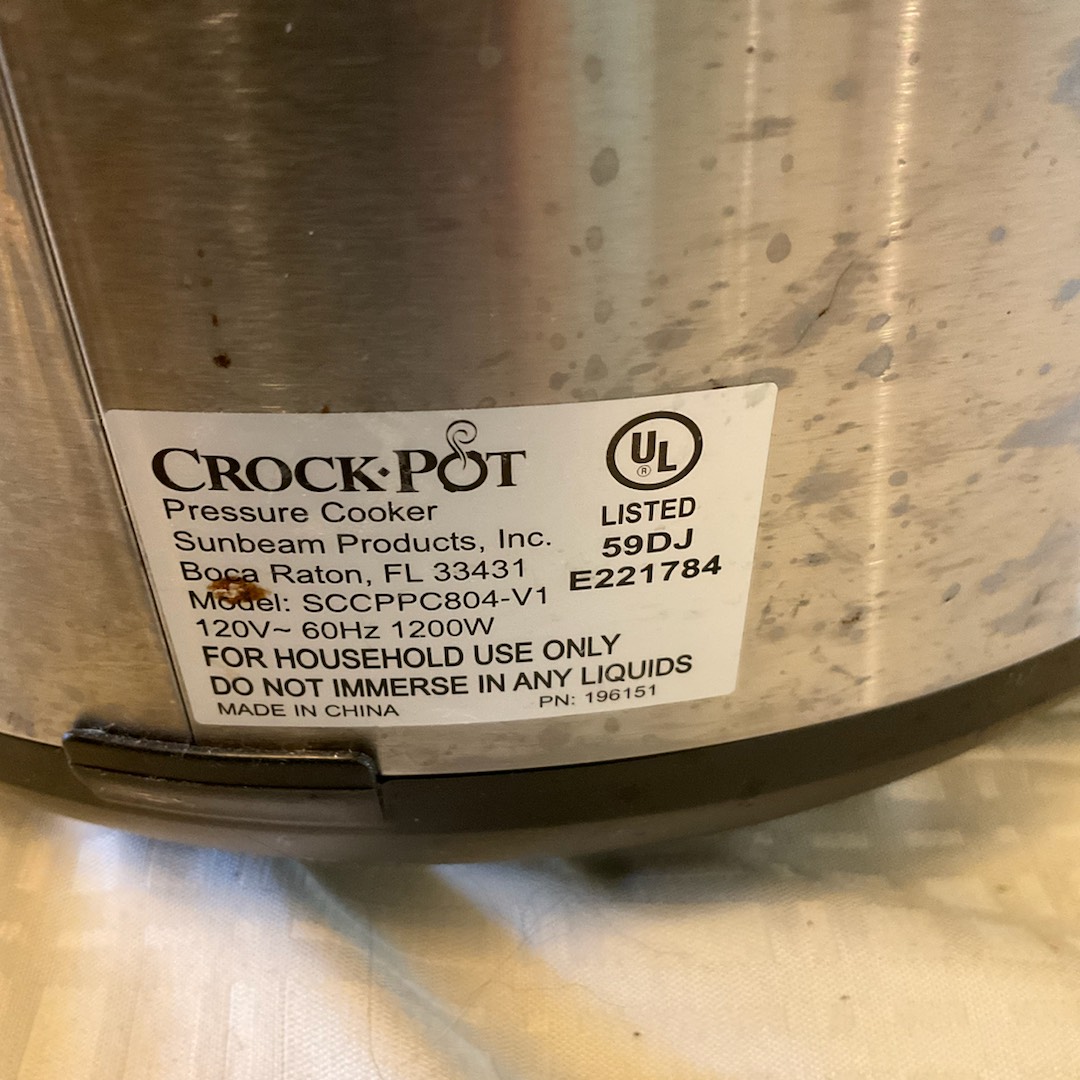 CROCK·POT
Pressure Cooker
Sunbeam Products, Inc.
Boca Raton, FL 33431
Model: SCCPPC804-V1
120V~ 60Hz 1200W
UL ®
LISTED
59DJ
E221784
FOR HOUSEHOLD USE ONLY
DO NOT IMMERSE IN ANY LIQUIDS
MADE IN CHINA
PN: 196151